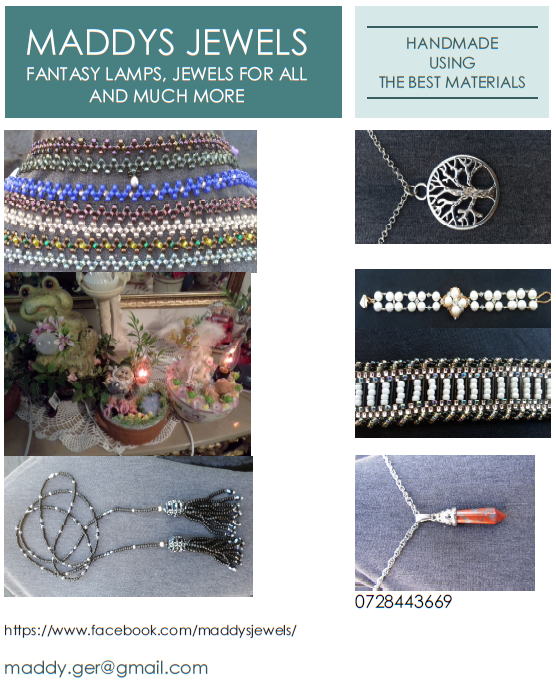 MADDYS JEWELS
FANTASY LAMPS, JEWELS FOR ALL
AND MUCH MORE
HANDMADE
USING
THE BEST MATERIALS
0728443669
https://www.facebook.com/maddysjewels/
maddy.ger@gmail.com